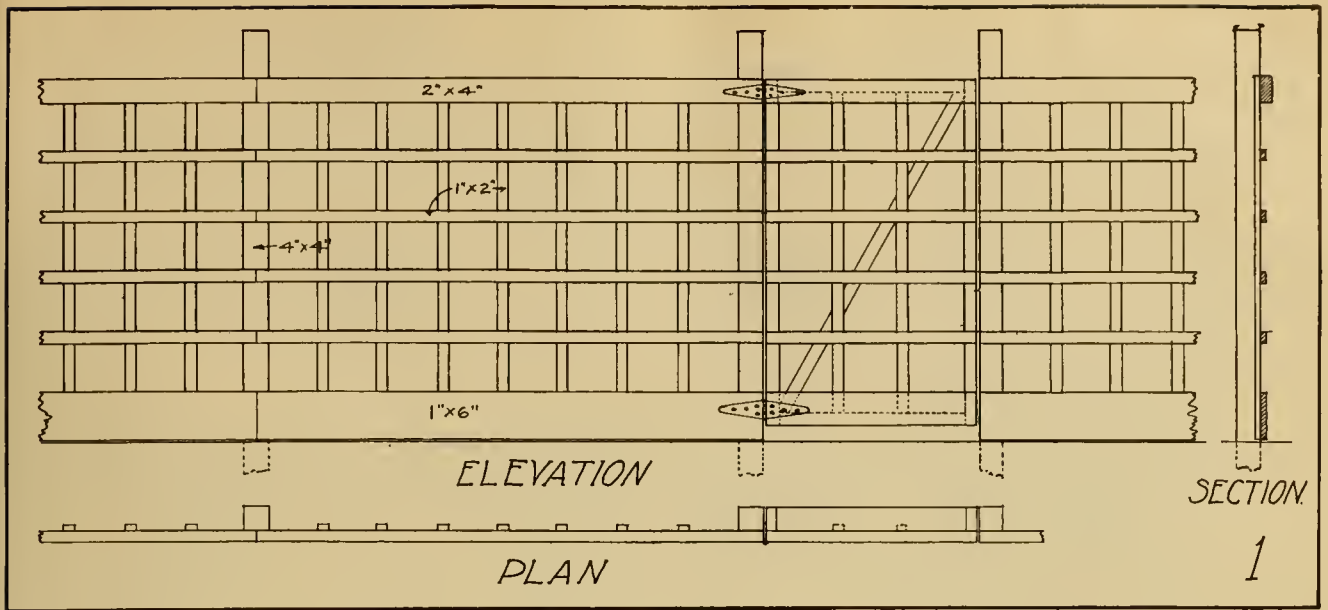 2"x4"
1"x2"
4"x4"
1"x6"
ELEVATION
SECTION.
PLAN
1